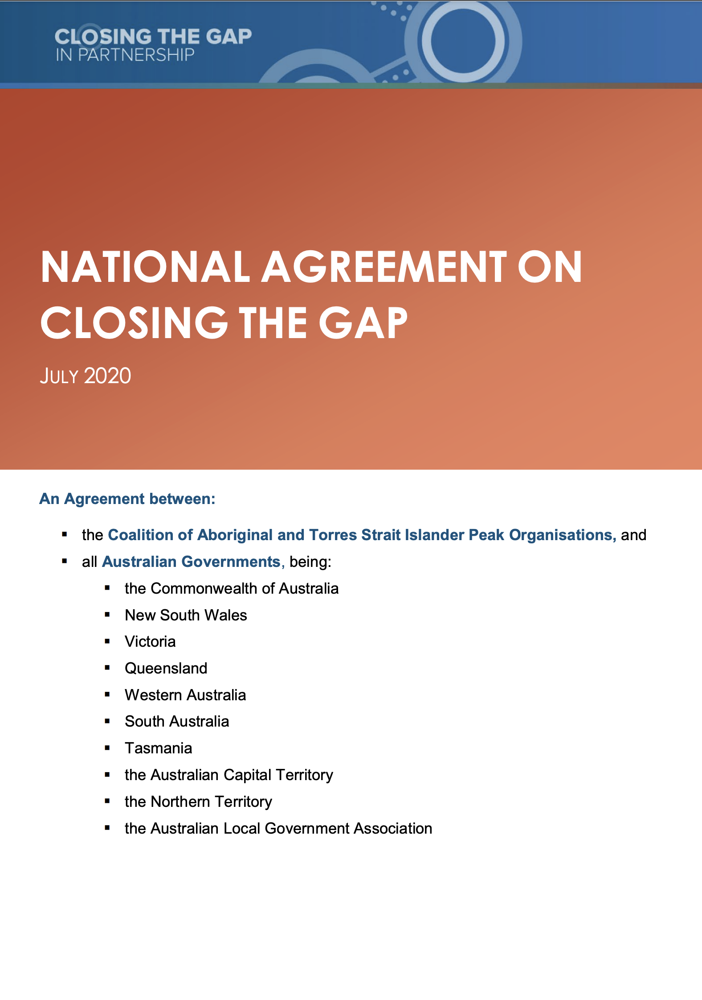 CLOSING THE GAP
IN PARTNERSHIP
NATIONAL AGREEMENT ON
CLOSING THE GAP
JULY 2020
An Agreement between:
▪ the Coalition of Aboriginal and Torres Strait Islander Peak Organisations, and
▪ all Australian Governments, being:
▪ the Commonwealth of Australia
▪ New South Wales
▪ Victoria
▪ Queensland
▪ Western Australia
▪ South Australia
▪ Tasmania
▪ the Australian Capital Territory
▪ the Northern Territory
▪ the Australian Local Government Association